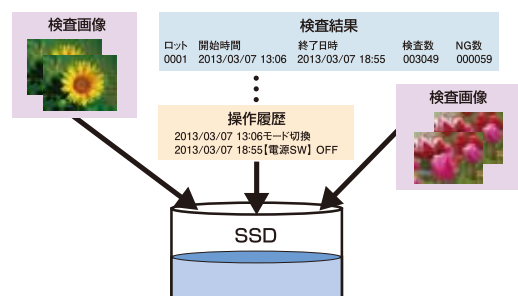 検査画像
検査結果
ロット 開始時間 終了日時 検査数 NG数
0001 2013/03/07 13:06 2013/03/07 18:55 003049 000059
操作履歴
2013/03/07 13:06モード切換
2013/03/07 18:55【電源SW】 OFF
検査画像
SSD